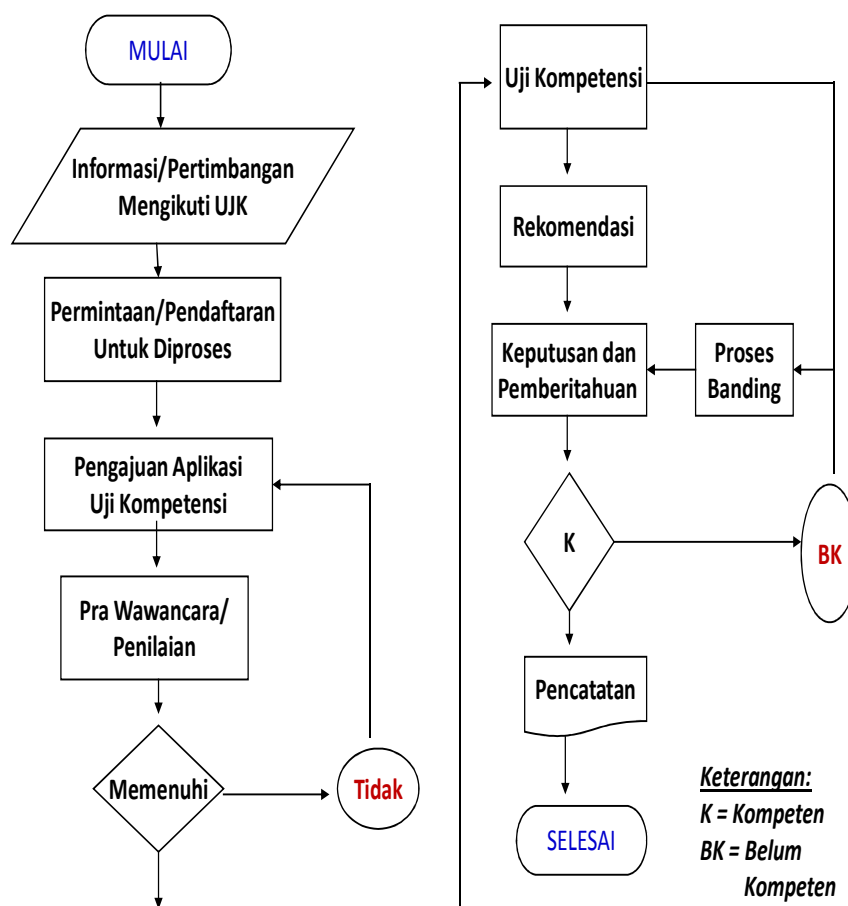 MULAI
Informasi/Pertimbangan
Mengikuti UJK
Permintaan/Pendaftaran
Untuk Diproses
Pengajuan Aplikasi
Uji Kompetensi
Pra Wawancara/
Penilaian
Memenuhi
Tidak
Uji Kompetensi
Rekomendasi
Keputusan dan
Pemberitahuan
Proses
Banding
K
BK
Pencatatan
SELESAI
Keterangan:
K = Kompeten
BK = Belum
Kompeten